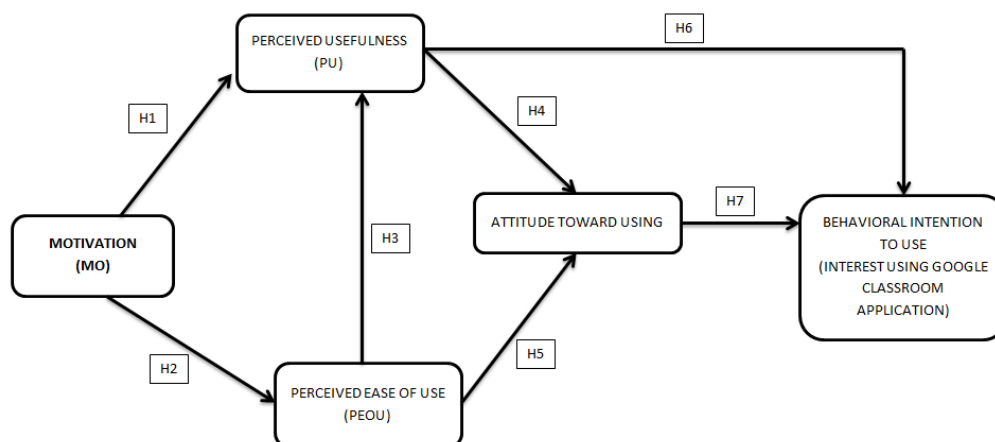 PERCEIVED USEFULNESS
(PU)
H6
H1
H4
MOTIVATION
(MO)
H3
ATTITUDE TOWARD USING
H7
BEHAVIORAL INTENTION
TO USE
(INTEREST USING GOOGLE
CLASSROOM
APPLICATION)
H2
H5
PERCEIVED EASE OF USE
(PEOU)